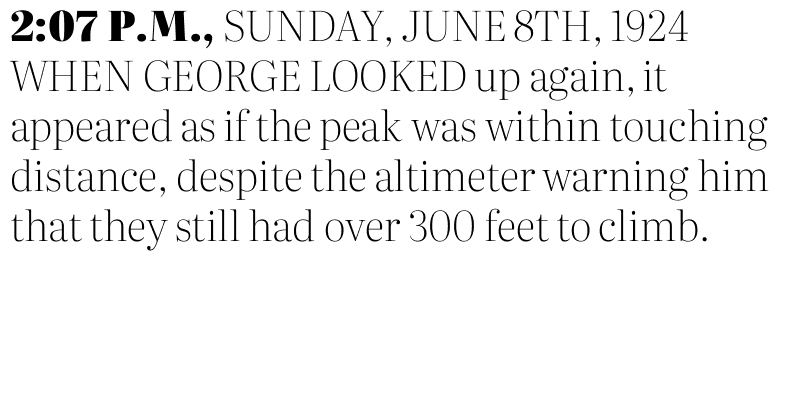 2:07 P.M., SUNDAY, JUNE 8TH, 1924
WHEN GEORGE LOOKED up again, it
appeared as if the peak was within touching
distance, despite the altimeter warning him
that they still had over 300 feet to climb.